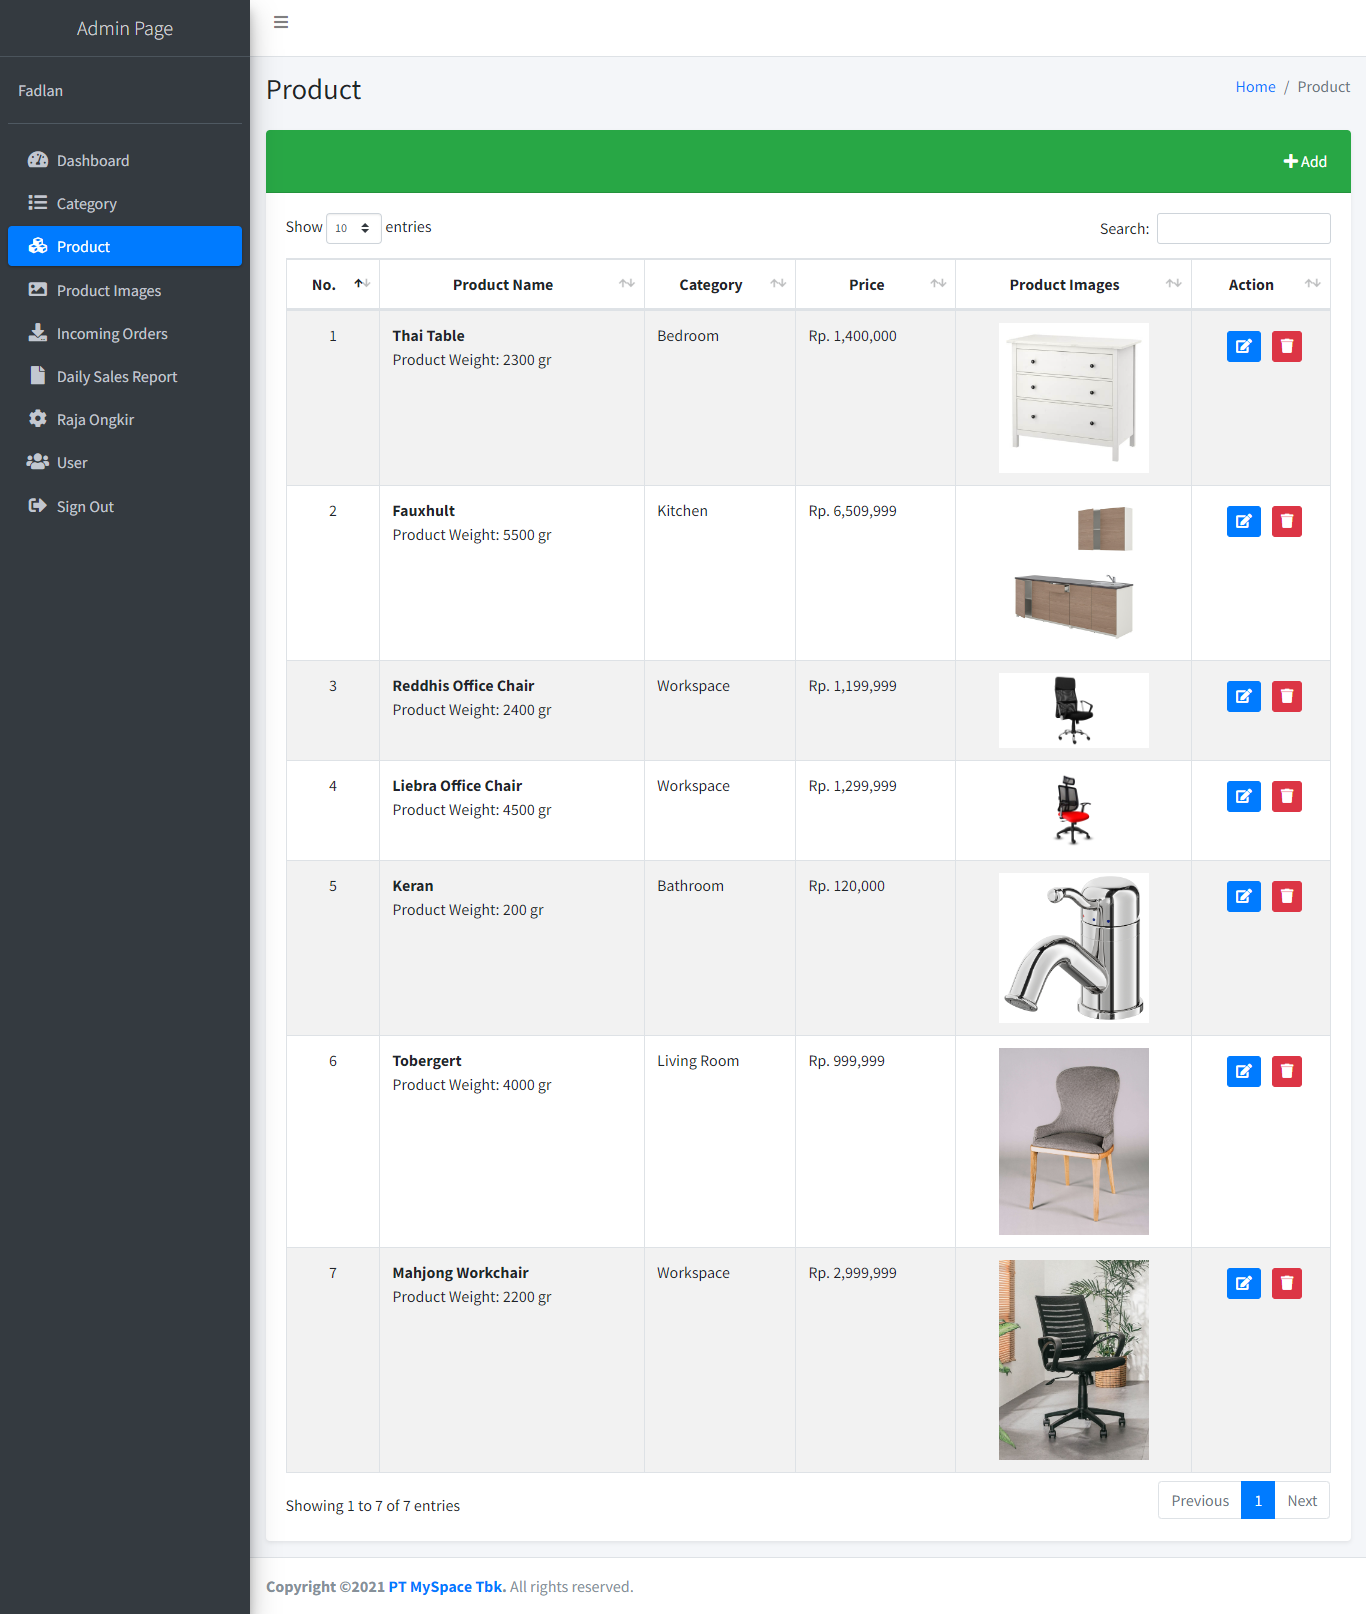 Admin Page
Fadlan
Dashboard
Category
Product
Product Images
Incoming Orders
Daily Sales Report
Raja Ongkir
User
Sign Out
Product
Home / Product
Add
Show 10 entries
Search:
No. Product Name Category Price Product Images Action
1 Thai Table Bedroom Rp. 1,400,000
Product Weight: 2300 gr
2 Fauxhult Kitchen Rp. 6,509,999
Product Weight: 5500 gr
3 Reddhis Office Chair Workspace Rp. 1,199,999
Product Weight: 2400 gr
4 Liebra Office Chair Workspace Rp. 1,299,999
Product Weight: 4500 gr
5 Keran Bathroom Rp. 120,000
Product Weight: 200 gr
6 Tobergert Living Room Rp. 999,999
Product Weight: 4000 gr
7 Mahjong Workchair Workspace Rp. 2,999,999
Product Weight: 2200 gr
Showing 1 to 7 of 7 entries
Previous 1 Next
Copyright ©2021 PT MySpace Tbk. All rights reserved.